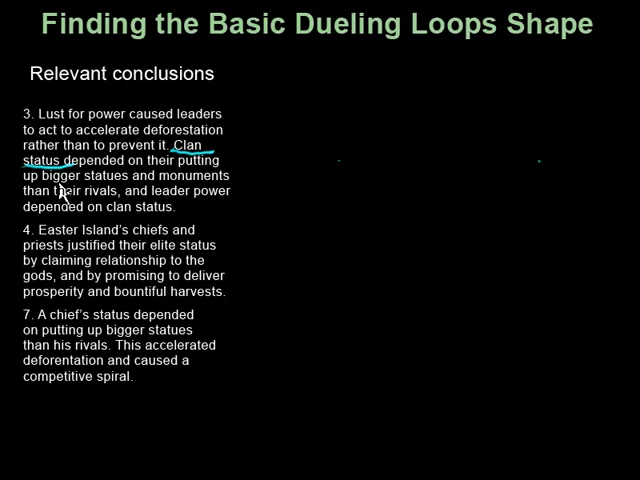 Finding the Basic Dueling Loops Shape
Relevant conclusions
3. Lust for power caused leaders
to act to accelerate deforestation
rather than to prevent it. Clan
status depended on their putting
up bigger statues and monuments
than their rivals, and leader power
depended on clan status.
4. Easter Island's chiefs and
priests justified their elite status
by claiming relationship to the
gods, and by promising to deliver
prosperity and bountiful harvests.
7. A chief's status depended
on putting up bigger statues
than his rivals. This accelerated
deforentation and caused a
competitive spiral.